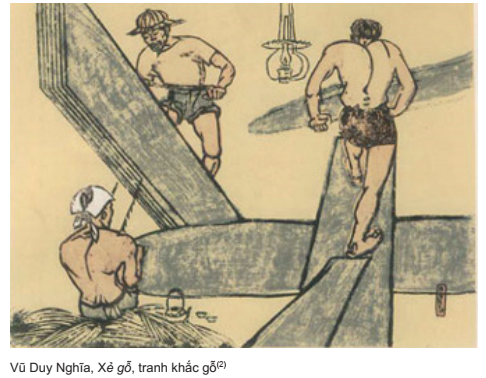 Vũ Duy Nghĩa, Xẻ gỗ, tranh khắc gỗ(2)